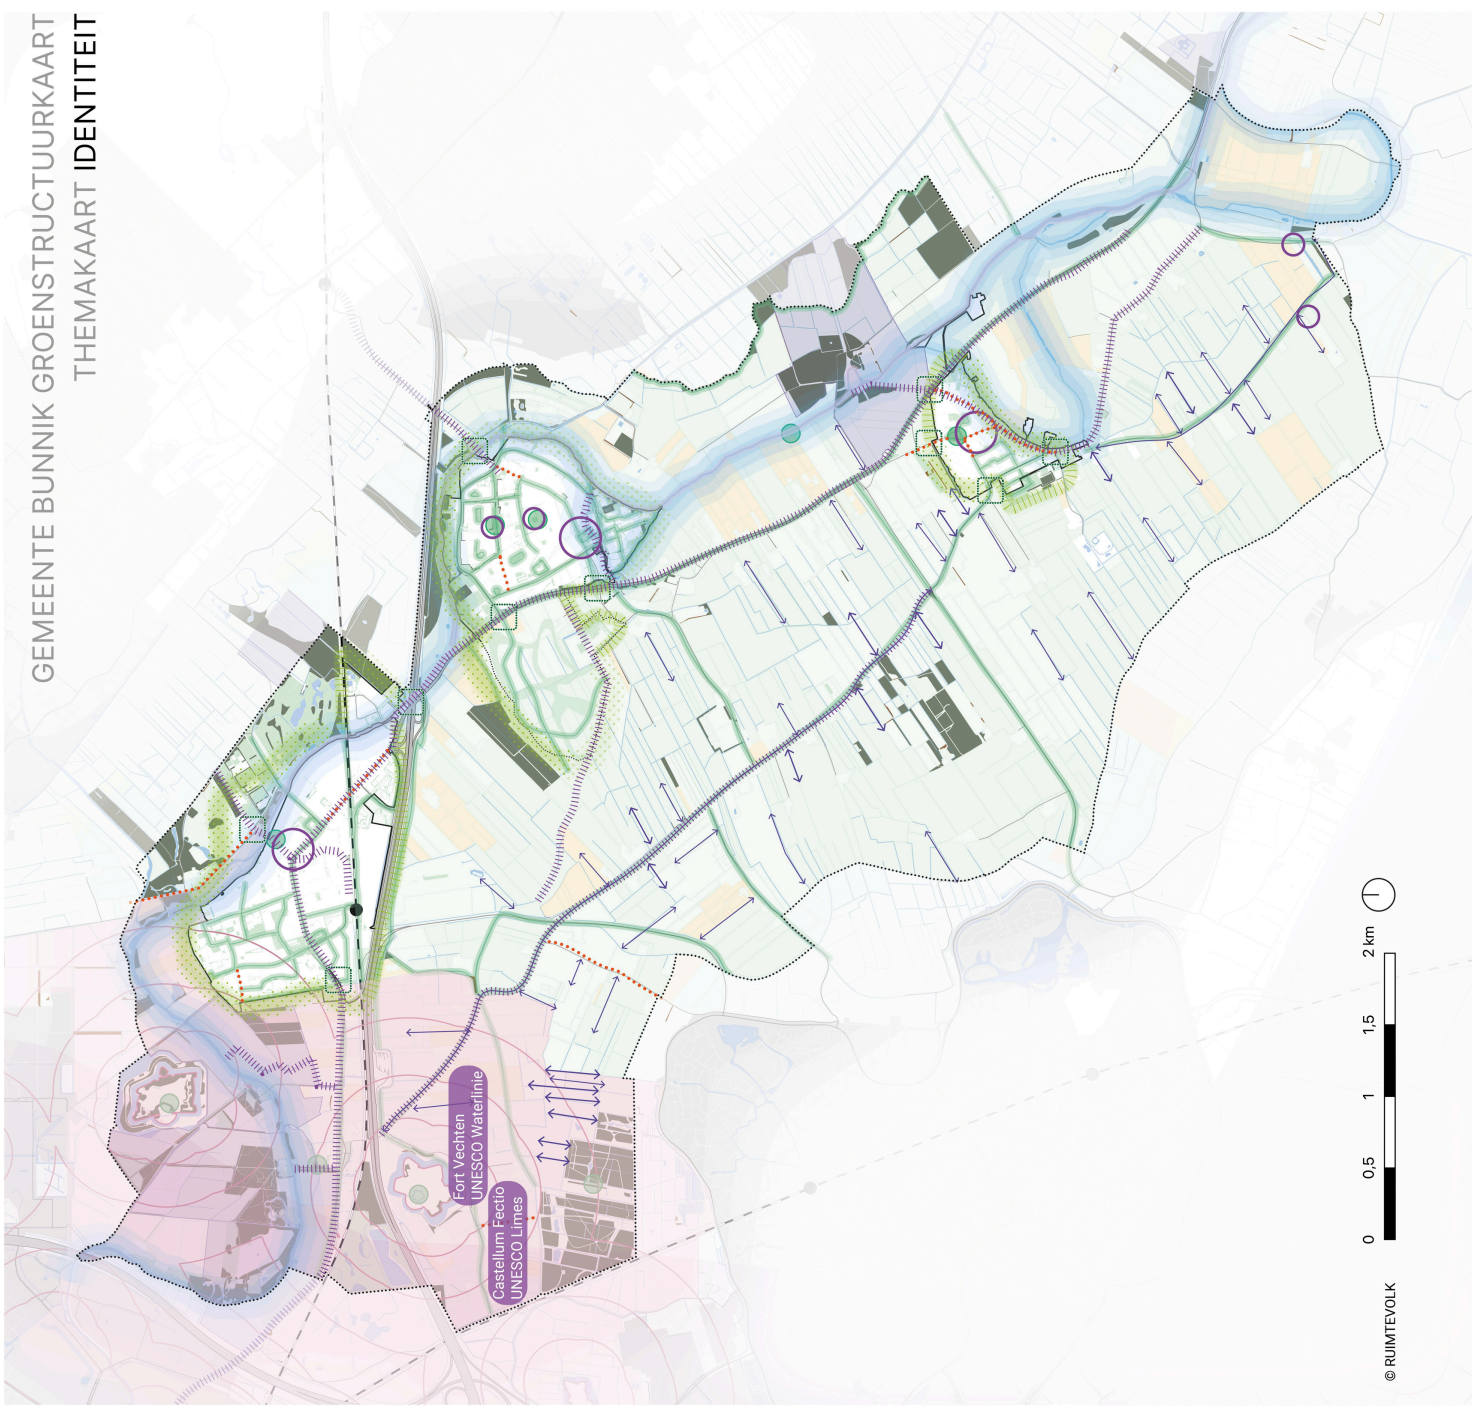 GEMEENTE BUNNIK GROENSTRUCTUURKAART
THEMAKAART IDENTITEIT
Fort Vechten
UNESCO Waterlinie
Castellum Fectio
UNESCO Limes
0 0,5 1 1,5 2 km
© RUIMTEVOLK